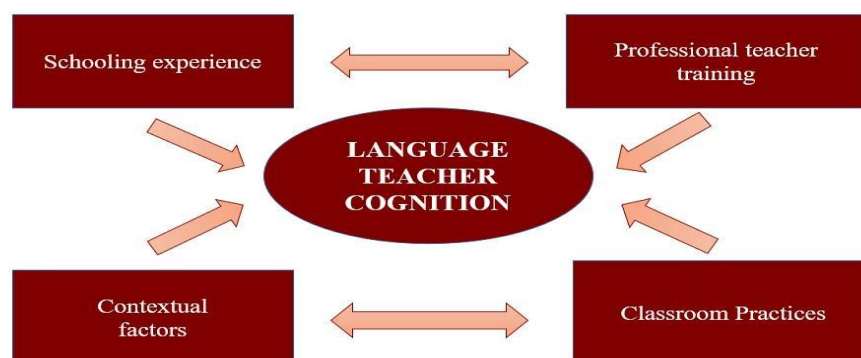 Schooling experience
Professional teacher
training
LANGUAGE
TEACHER
COGNITION
Contextual
factors
Classroom Practices